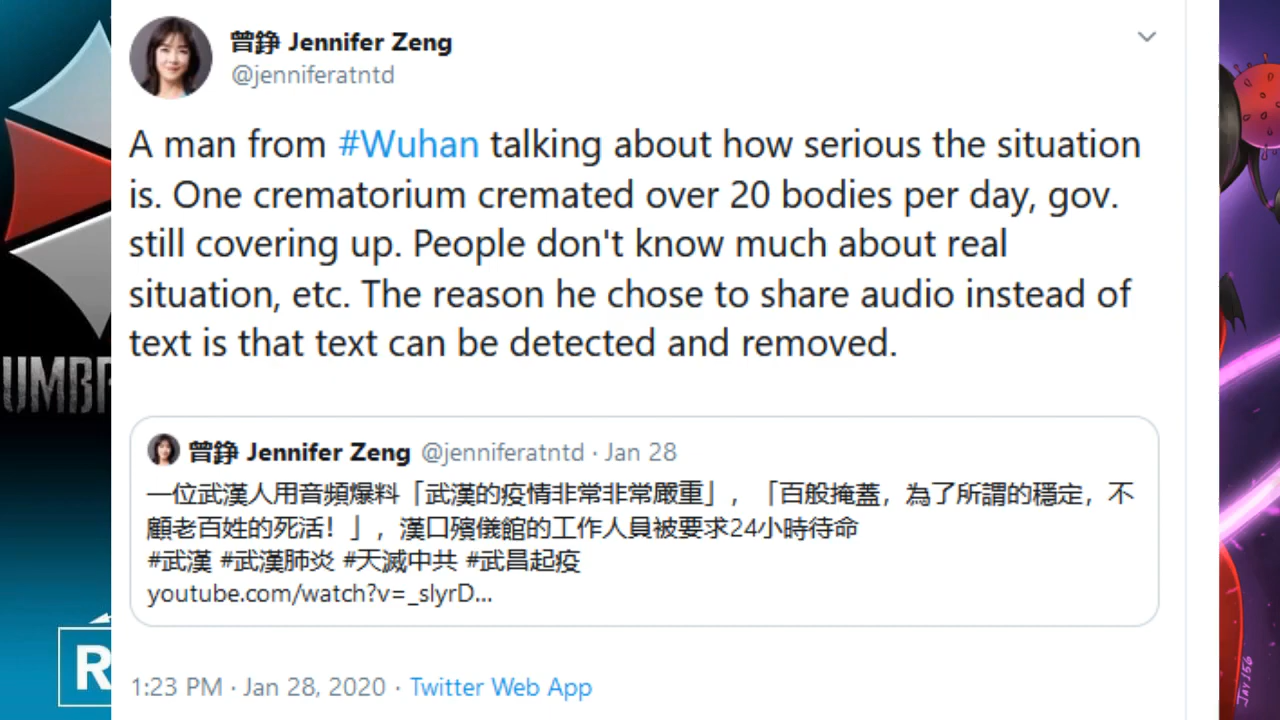 曾錚 Jennifer Zeng
@jenniferatntd
A man from #Wuhan talking about how serious the situation
is. One crematorium cremated over 20 bodies per day, gov.
still covering up. People don't know much about real
situation, etc. The reason he chose to share audio instead of
text is that text can be detected and removed.
曾錚 Jennifer Zeng @jenniferatntd · Jan 28
一位武漢人用音頻爆料「武漢的疫情非常非常嚴重」，「百般掩蓋，為了所謂的穩定，不
顧老百姓的死活！」，漢口殯儀館的工作人員被要求24小時待命
#武漢 #武漢肺炎 #天滅中共 #武昌起疫
youtube.com/watch?v=_slyrD...
1:23 PM · Jan 28, 2020 · Twitter Web App
UMBR
R
JAY156